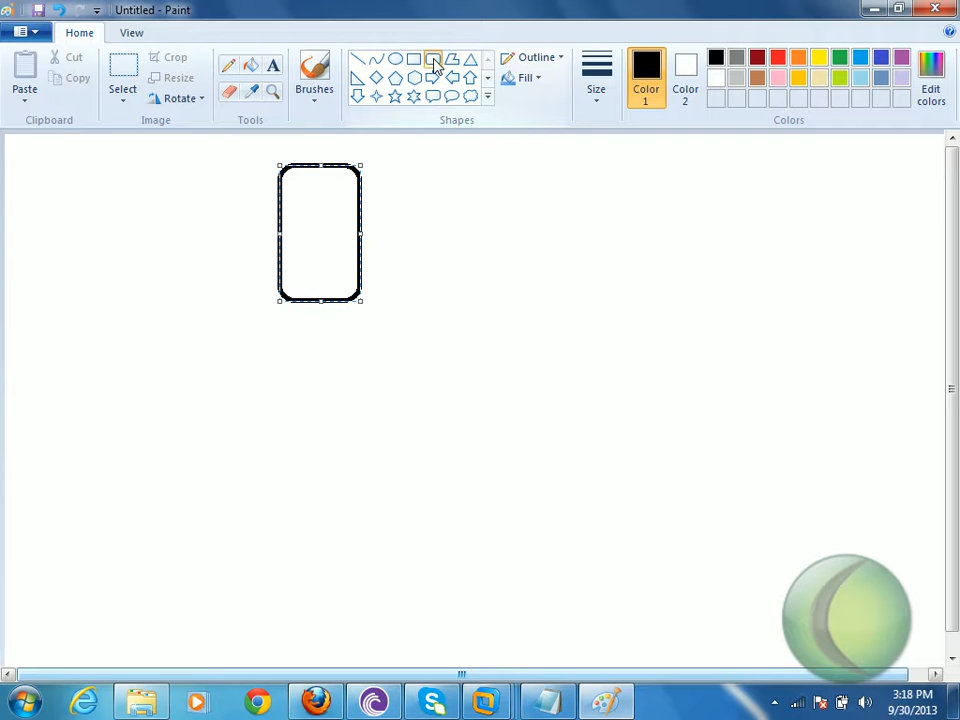 Untitled - Paint
Home
View
Paste
Cut
Copy
Clipboard
Select
Crop
Resize
Rotate
Image
A
Tools
Brushes
Shapes
Outline
Fill
Size
Color 1
Color 2
Edit colors
Colors
3:18 PM
9/30/2013